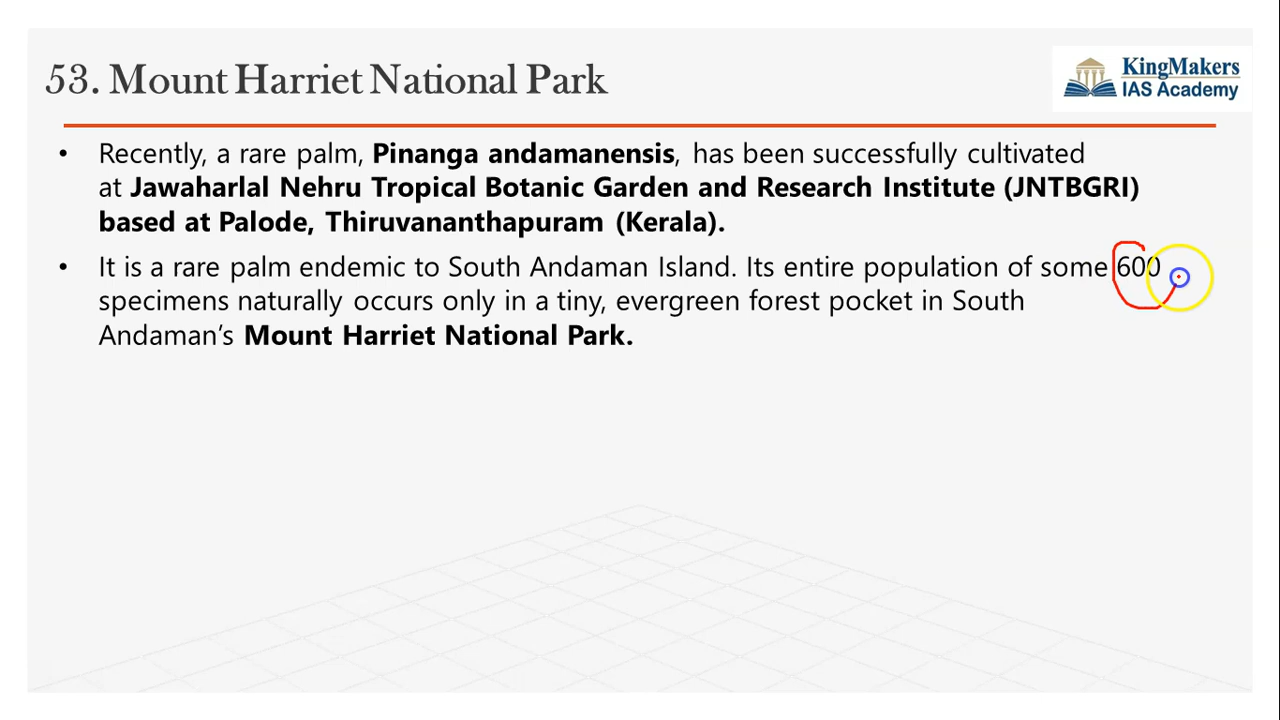 53. Mount Harriet National Park
KingMakers
IAS Academy
• Recently, a rare palm, Pinanga andamanensis, has been successfully cultivated
at Jawaharlal Nehru Tropical Botanic Garden and Research Institute (JNTBGRI)
based at Palode, Thiruvananthapuram (Kerala).
• It is a rare palm endemic to South Andaman Island. Its entire population of some 600
specimens naturally occurs only in a tiny, evergreen forest pocket in South
Andaman’s Mount Harriet National Park.